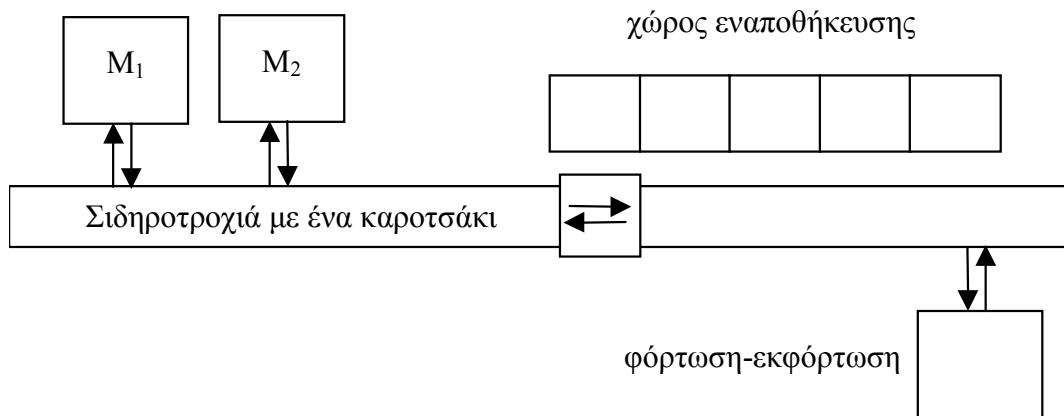 χώρος εναποθήκευσης
M₁
M₂
Σιδηροτροχιά με ένα καροτσάκι
φόρτωση-εκφόρτωση